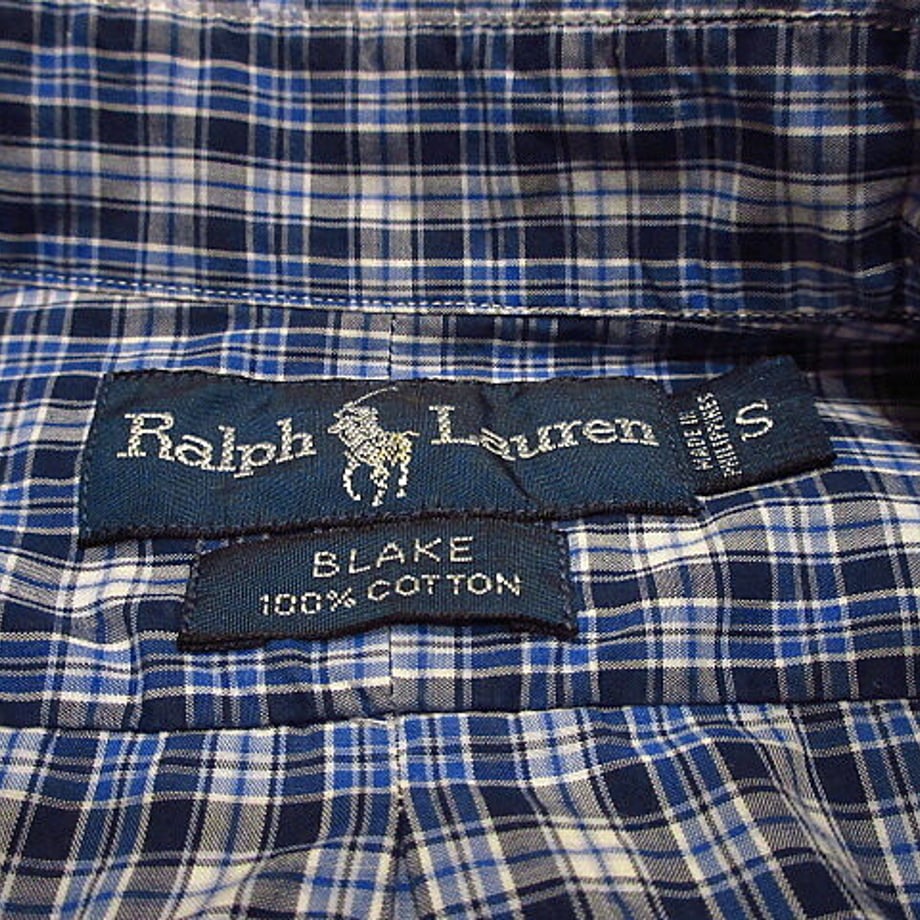 Ralph Lauren
MADE IN
PHILIPPINES
S
BLAKE
100% COTTON